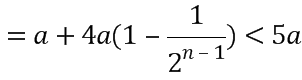 = a + 4a(1 − 1/2^{n − 1}) < 5a